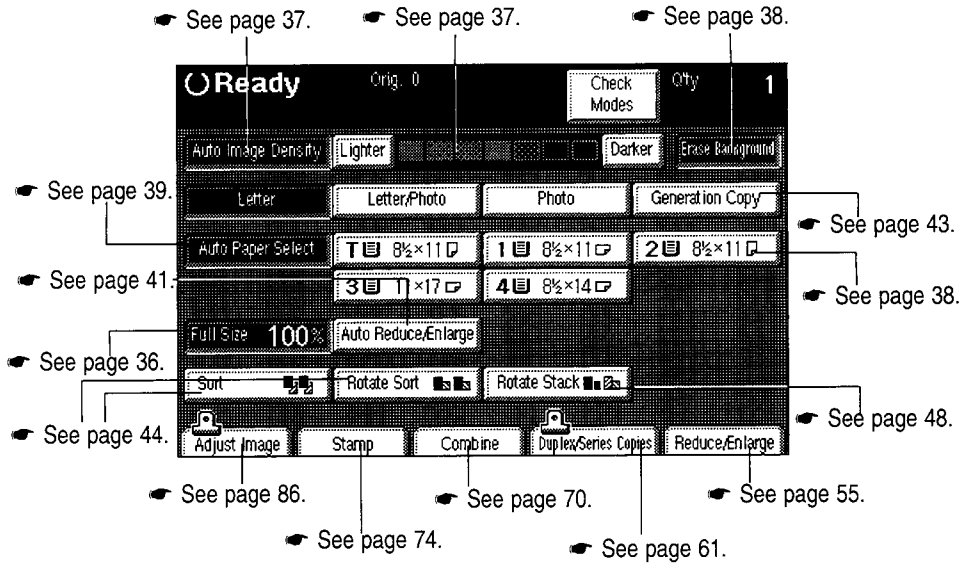 ☛ See page 37. ☛ See page 37. ☛ See page 38.
Ready Orig. 0 Check Modes Q'ty 1
Auto Image Density Lighter Darker Erase Background
☛ See page 39.
Letter Letter/Photo Photo Generation Copy
☛ See page 43.
Auto Paper Select T 8½×11 1 8½×11 2 8½×11
☛ See page 41.
3 11×17 4 8½×14
☛ See page 38.
Full Size 100% Auto Reduce/Enlarge
☛ See page 36.
Sort Rotate Sort Rotate Stack
☛ See page 48.
☛ See page 44.
Adjust Image Stamp Combine Duplex/Series Copies Reduce/Enlarge
☛ See page 86. ☛ See page 70. ☛ See page 55.
☛ See page 74. ☛ See page 61.